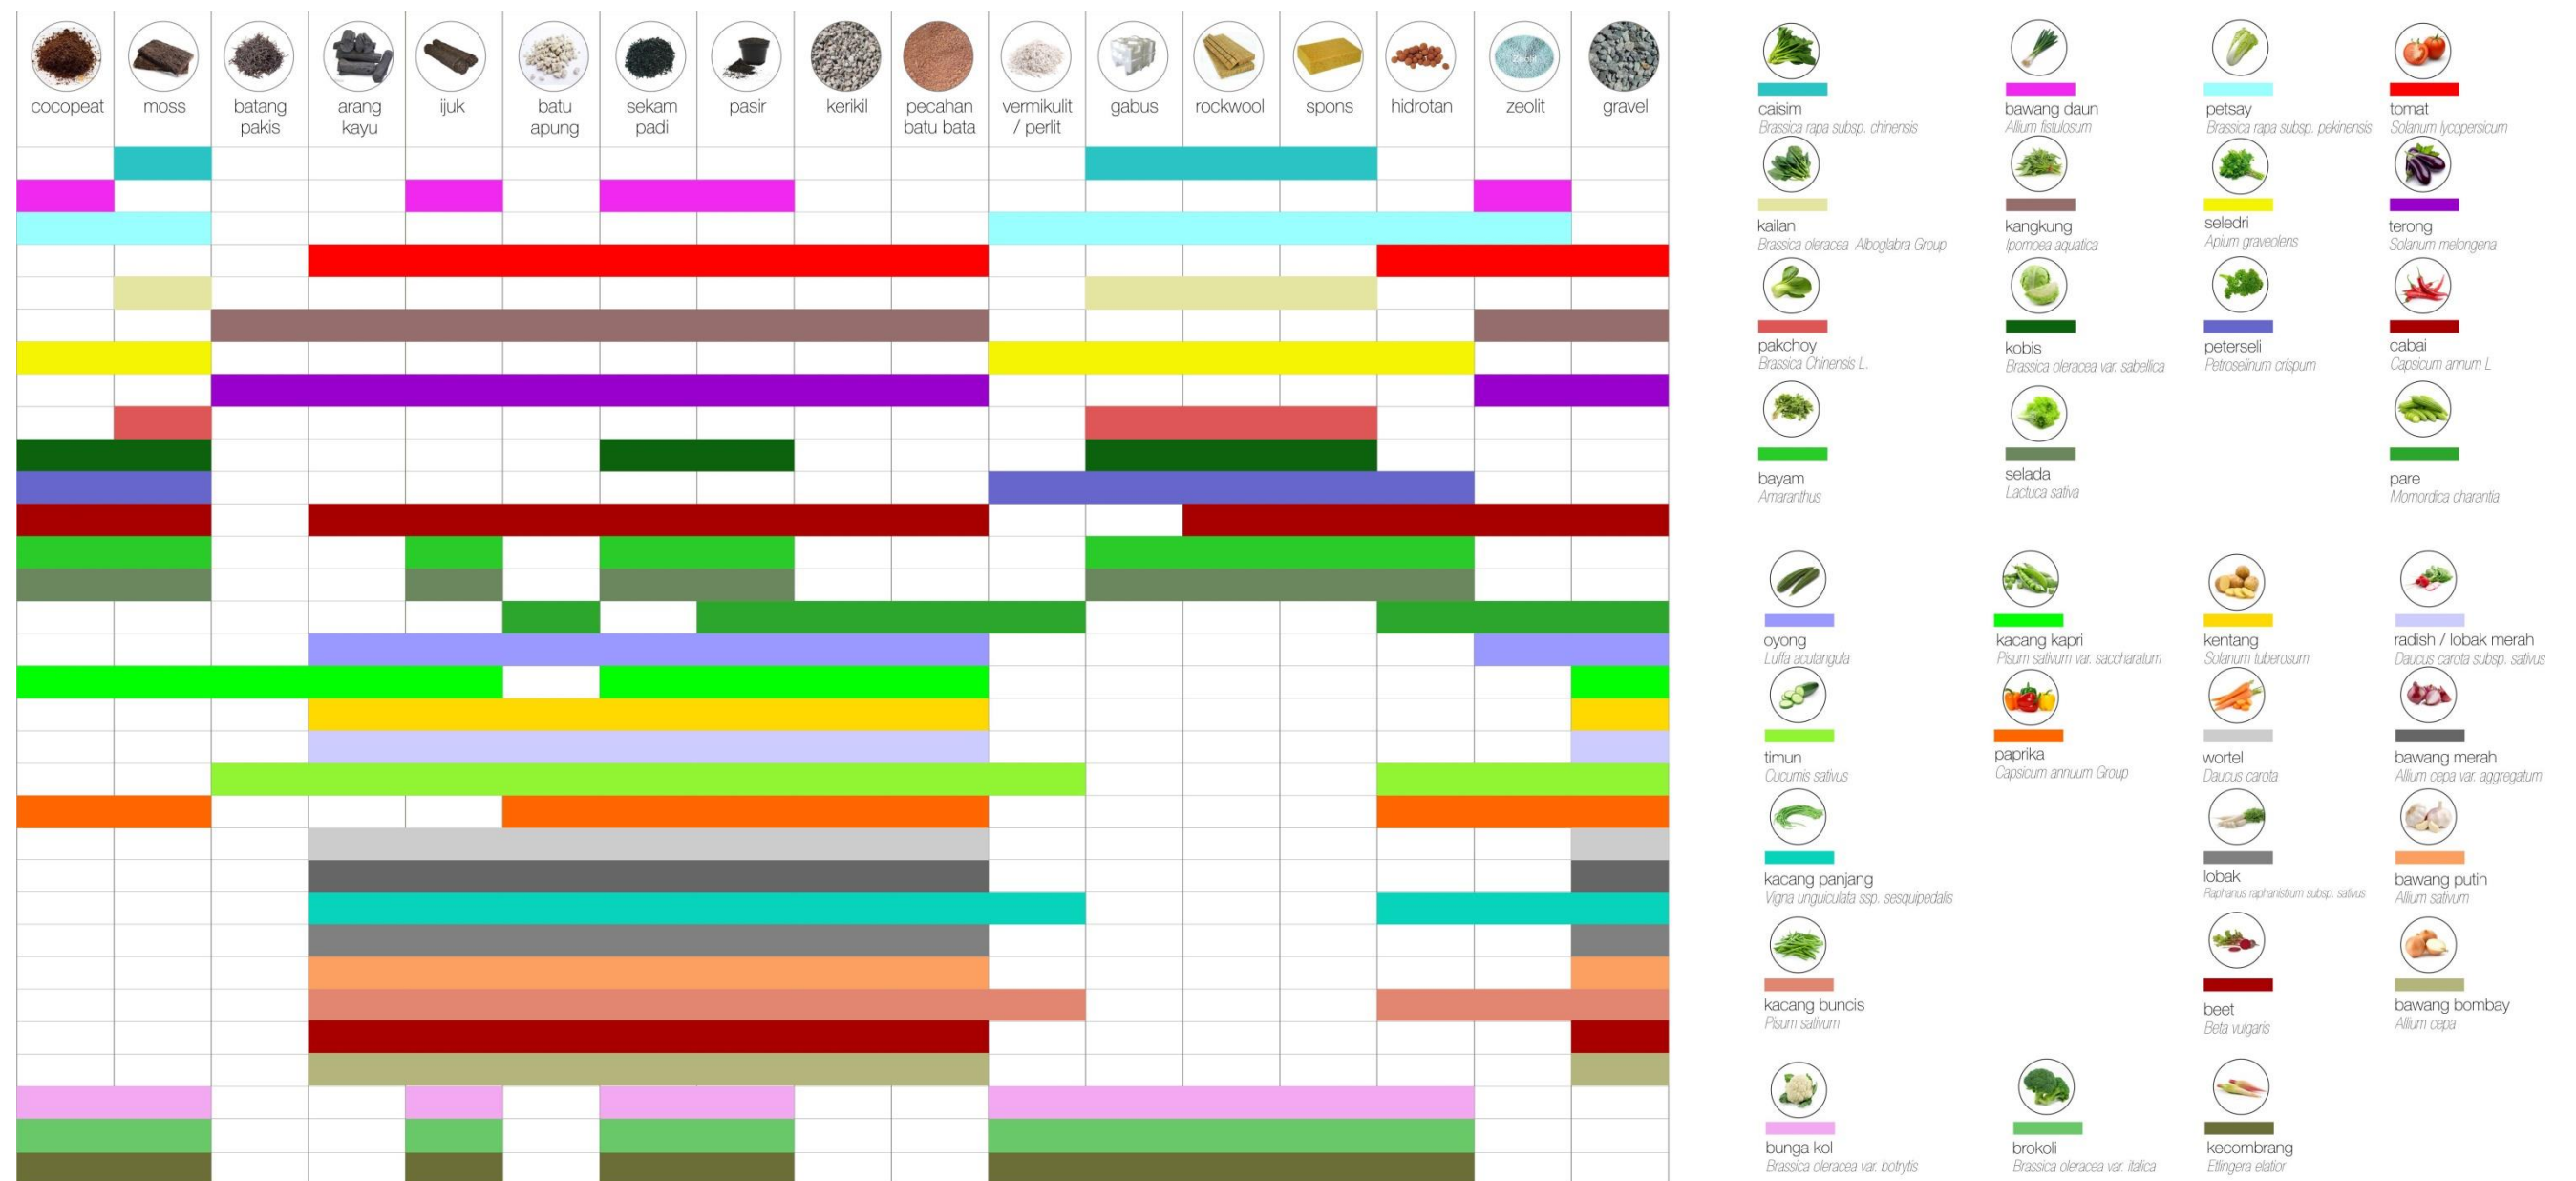 cocopeat
moss
batang
pakis
arang
kayu
ijuk
batu
apung
sekam
padi
pasir
kerikil
pecahan
batu bata
vermikulit
/ perlit
gabus
rockwool
spons
hidrotan
zeolit
gravel
caisim
Brassica rapa subsp. chinensis
bawang daun
Allium fistulosum
petsay
Brassica rapa subsp. pekinensis
tomat
Solanum lycopersicum
kailan
Brassica oleracea Alboglabra Group
kangkung
Ipomoea aquatica
seledri
Apium graveolens
terong
Solanum melongena
pakchoy
Brassica Chinensis L.
kobis
Brassica oleracea var. sabellica
peterseli
Petroselinum crispum
cabai
Capsicum annum L
bayam
Amaranthus
selada
Lactuca sativa
pare
Momordica charantia
oyong
Luffa acutangula
kacang kapri
Pisum sativum var. saccharatum
kentang
Solanum tuberosum
radish / lobak merah
Daucus carota subsp. sativus
timun
Cucumis sativus
paprika
Capsicum annuum Group
wortel
Daucus carota
bawang merah
Allium cepa var. aggregatum
kacang panjang
Vigna unguiculata ssp. sesquipedalis
lobak
Raphanus raphanistrum subsp. sativus
bawang putih
Allium sativum
kacang buncis
Pisum sativum
beet
Beta vulgaris
bawang bombay
Allium cepa
bunga kol
Brassica oleracea var. botrytis
brokoli
Brassica oleracea var. italica
kecombrang
Etlingera elatior